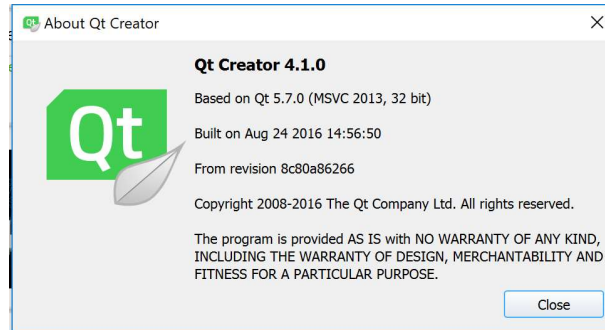 About Qt Creator
Qt Creator 4.1.0
Based on Qt 5.7.0 (MSVC 2013, 32 bit)
Built on Aug 24 2016 14:56:50
From revision 8c80a86266
Copyright 2008-2016 The Qt Company Ltd. All rights reserved.
The program is provided AS IS with NO WARRANTY OF ANY KIND,
INCLUDING THE WARRANTY OF DESIGN, MERCHANTABILITY AND
FITNESS FOR A PARTICULAR PURPOSE.
Qt
Close